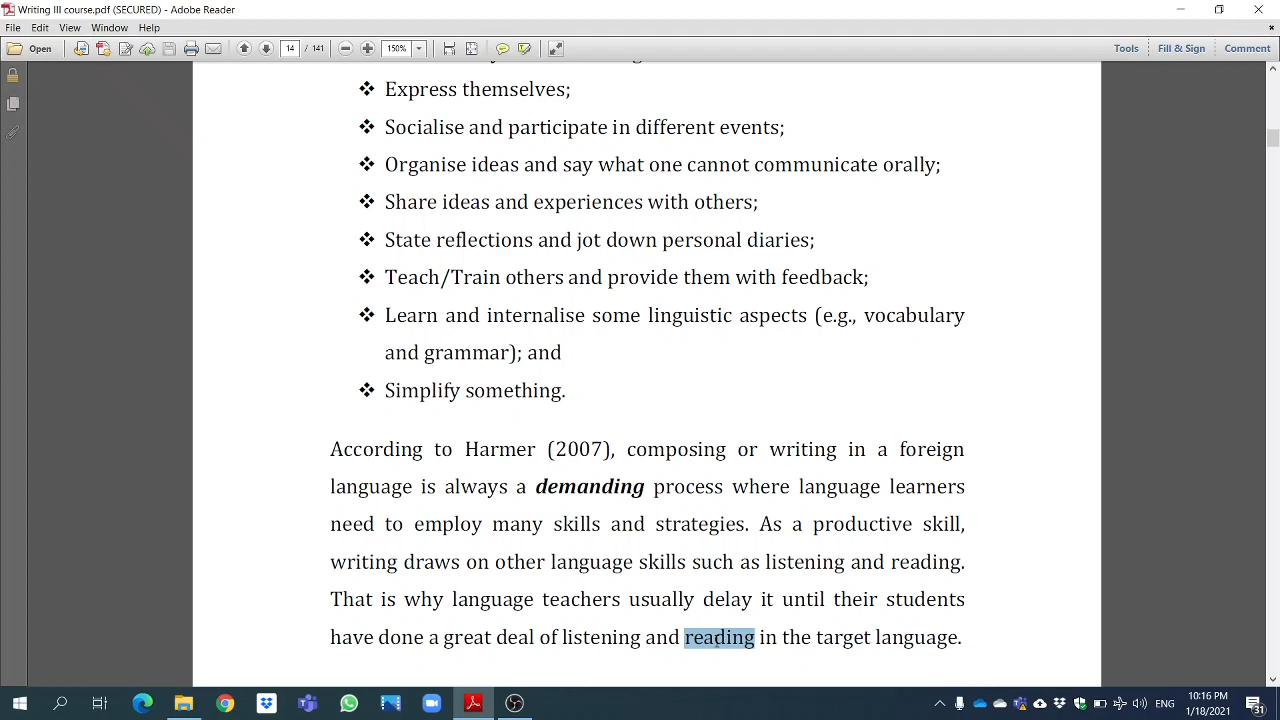 Writing III course.pdf (SECURED) - Adobe Reader
File Edit View Window Help
Open 14 / 141 150% Tools Fill & Sign Comment
❖ Express themselves;
❖ Socialise and participate in different events;
❖ Organise ideas and say what one cannot communicate orally;
❖ Share ideas and experiences with others;
❖ State reflections and jot down personal diaries;
❖ Teach/Train others and provide them with feedback;
❖ Learn and internalise some linguistic aspects (e.g., vocabulary
and grammar); and
❖ Simplify something.
According to Harmer (2007), composing or writing in a foreign
language is always a demanding process where language learners
need to employ many skills and strategies. As a productive skill,
writing draws on other language skills such as listening and reading.
That is why language teachers usually delay it until their students
have done a great deal of listening and reading in the target language.
10:16 PM
1/18/2021
31